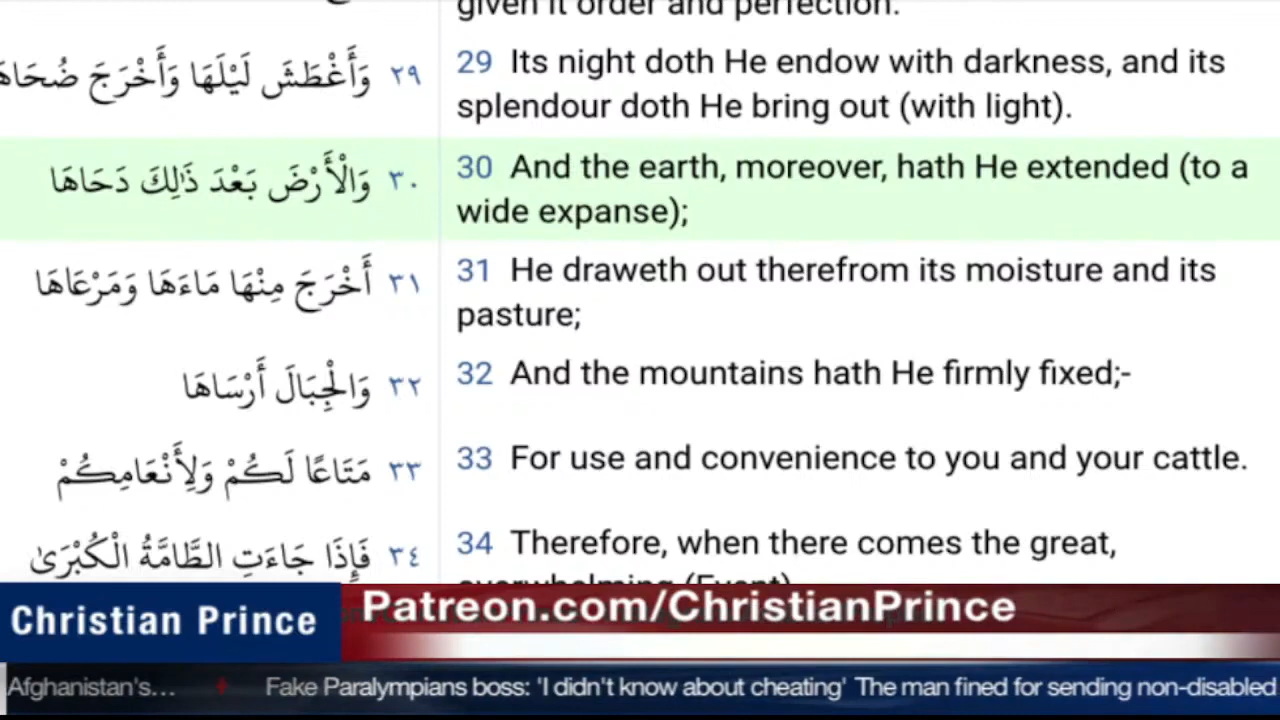 given it order and perfection.
٢٩ وَأَغْطَشَ لَيْلَهَا وَأَخْرَجَ ضُحَاهَا
29 Its night doth He endow with darkness, and its
splendour doth He bring out (with light).
٣٠ وَالْأَرْضَ بَعْدَ ذَٰلِكَ دَحَاهَا
30 And the earth, moreover, hath He extended (to a
wide expanse);
٣١ أَخْرَجَ مِنْهَا مَاءَهَا وَمَرْعَاهَا
31 He draweth out therefrom its moisture and its
pasture;
٣٢ وَالْجِبَالَ أَرْسَاهَا
32 And the mountains hath He firmly fixed;-
٣٣ مَتَاعًا لَكُمْ وَلِأَنْعَامِكُمْ
33 For use and convenience to you and your cattle.
٣٤ فَإِذَا جَاءَتِ الطَّامَّةُ الْكُبْرَىٰ
34 Therefore, when there comes the great,
overwhelming (Event)
Christian Prince
Patreon.com/ChristianPrince
Afghanistan's... Fake Paralympians boss: 'I didn't know about cheating' The man fined for sending non-disabled